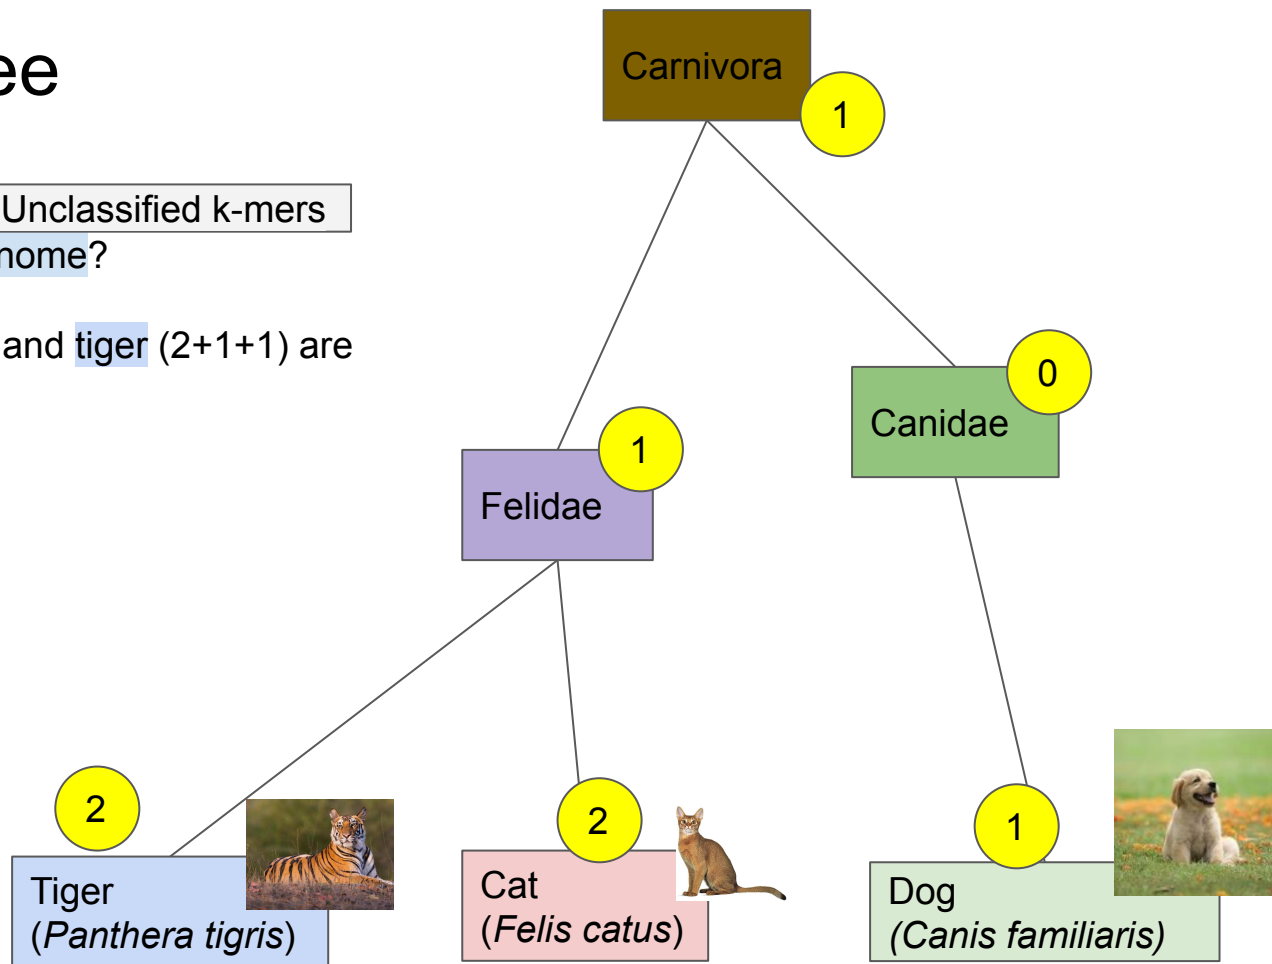 ee
Carnivora
1
Unclassified k-mers
nome?
and tiger (2+1+1) are
0
Canidae
1
Felidae
2
2
1
Tiger
(Panthera tigris)
Cat
(Felis catus)
Dog
(Canis familiaris)